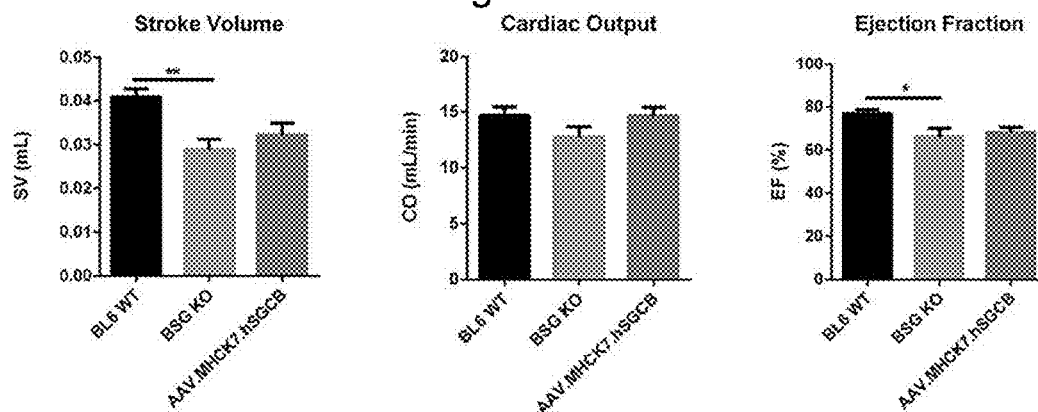 g
Stroke Volume
SV (mL)
0.05
0.04
0.03
0.02
0.01
0.00
**
BL6 WT
BSG KO
AAV.MHCK7.hSGCB
Cardiac Output
CO (mL/min)
20
15
10
5
0
BL6 WT
BSG KO
AAV.MHCK7.hSGCB
Ejection Fraction
EF (%)
100
80
60
40
20
0
*
BL6 WT
BSG KO
AAV.MHCK7.hSGCB